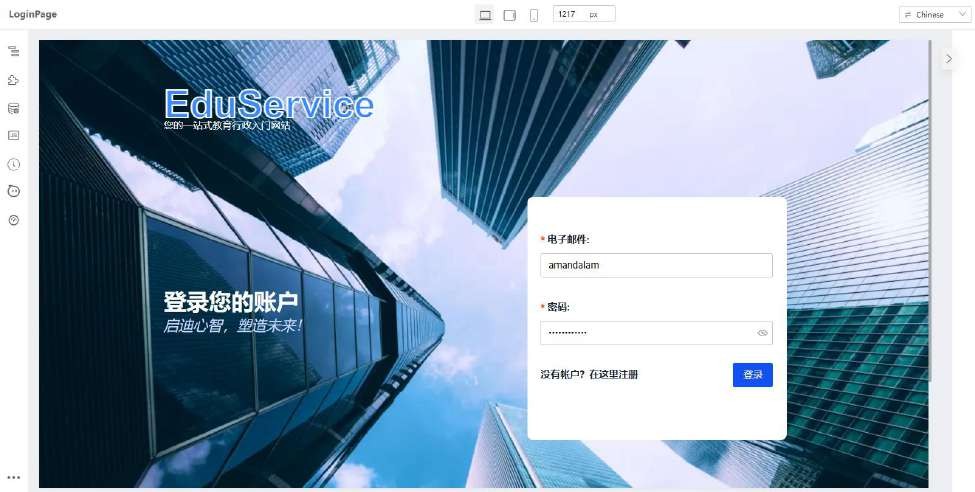 LoginPage
1217 px
Chinese
EduService
您的一站式教育行政入门网站
* 电子邮件:
amandalam
登录您的账户
启迪心智，塑造未来！
* 密码:
············
没有帐户？在这里注册
登录